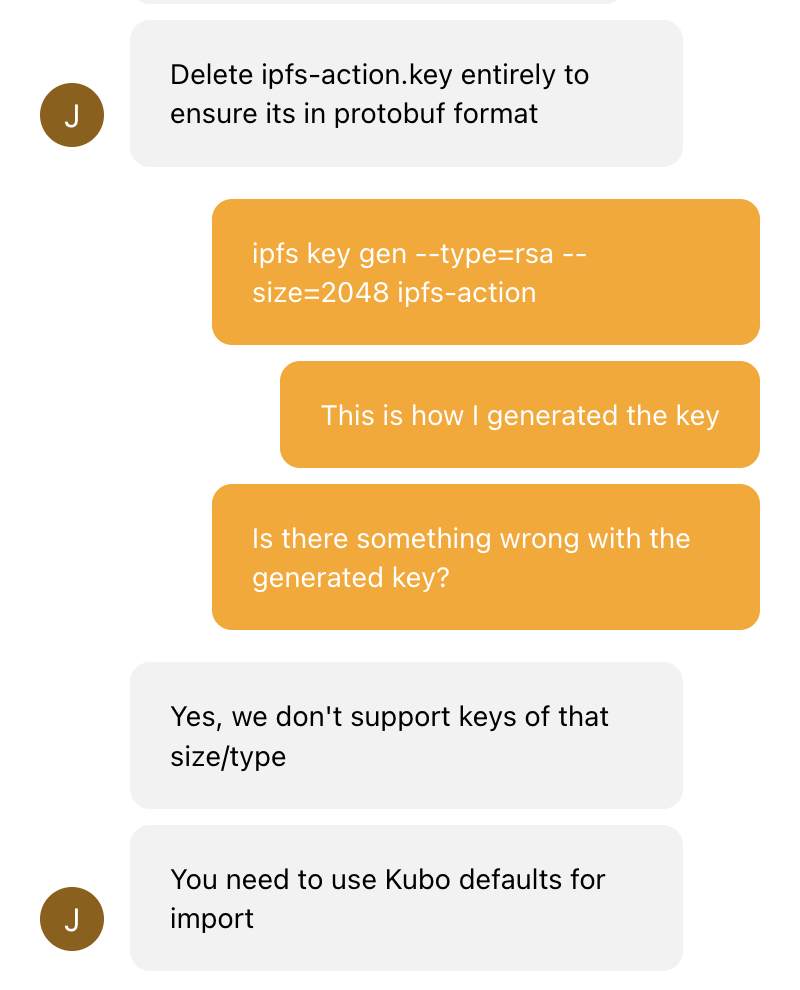 Delete ipfs-action.key entirely to
ensure its in protobuf format
J
ipfs key gen --type=rsa --
size=2048 ipfs-action
This is how I generated the key
Is there something wrong with the
generated key?
Yes, we don't support keys of that
size/type
You need to use Kubo defaults for
import
J